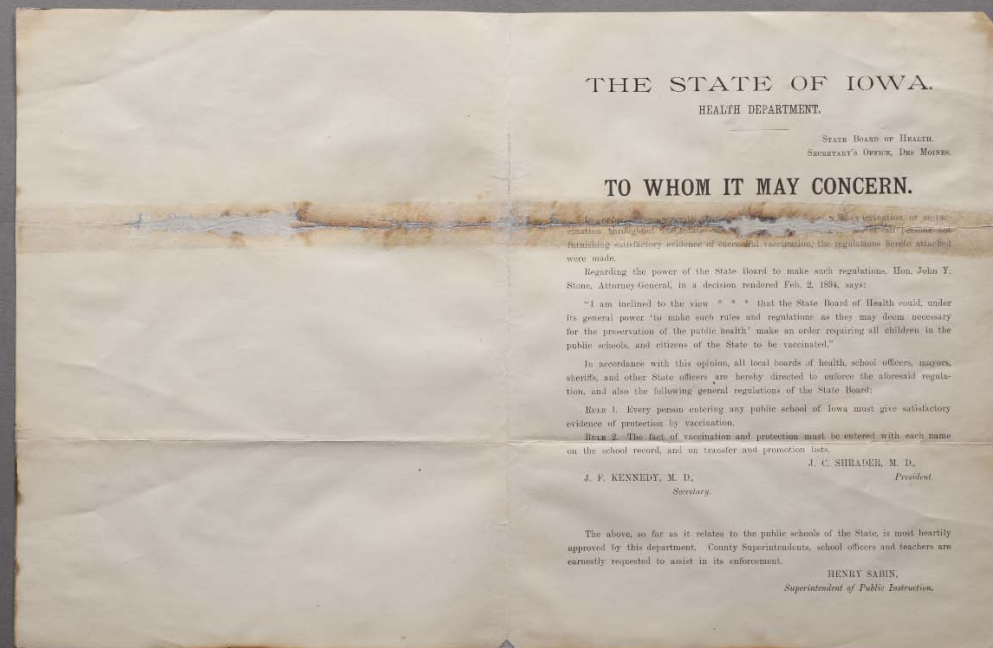 THE STATE OF IOWA.
HEALTH DEPARTMENT.
STATE BOARD OF HEALTH.
SECRETARY'S OFFICE, DES MOINES.
TO WHOM IT MAY CONCERN.
or re-vac-
cination throughout persons not
furnishing satisfactory evidence of successful vaccination, the regulations hereto attached
were made.
Regarding the power of the State Board to make such regulations, Hon. John Y.
Stone, Attorney-General, in a decision rendered Feb. 2, 1894, says:
"I am inclined to the view * * * that the State Board of Health could, under
its general power 'to make such rules and regulations as they may deem necessary
for the preservation of the public health' make an order requiring all children in the
public schools, and citizens of the State to be vaccinated."
In accordance with this opinion, all local boards of health, school officers, mayors,
sheriffs, and other State officers are hereby directed to enforce the aforesaid regula-
tion, and also the following general regulations of the State Board:
RULE 1. Every person entering any public school of Iowa must give satisfactory
evidence of protection by vaccination.
RULE 2. The fact of vaccination and protection must be entered with each name
on the school record, and on transfer and promotion lists.
J. C. SHRADER, M. D.,
President.
J. F. KENNEDY, M. D.,
Secretary.
The above, so far as it relates to the public schools of the State, is most heartily
approved by this department. County Superintendents, school officers and teachers are
earnestly requested to assist in its enforcement.
HENRY SABIN,
Superintendent of Public Instruction.